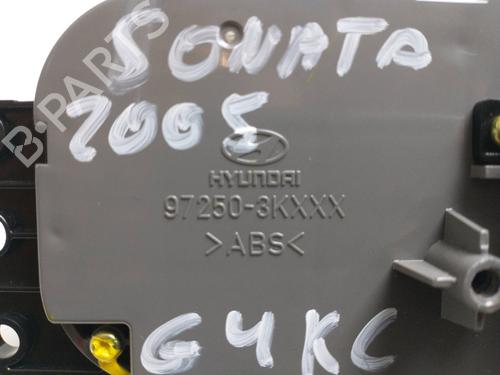 SONATA
2005
HYUNDAI
97250-3KXXX
>ABS<
G4KC
B-PARTS